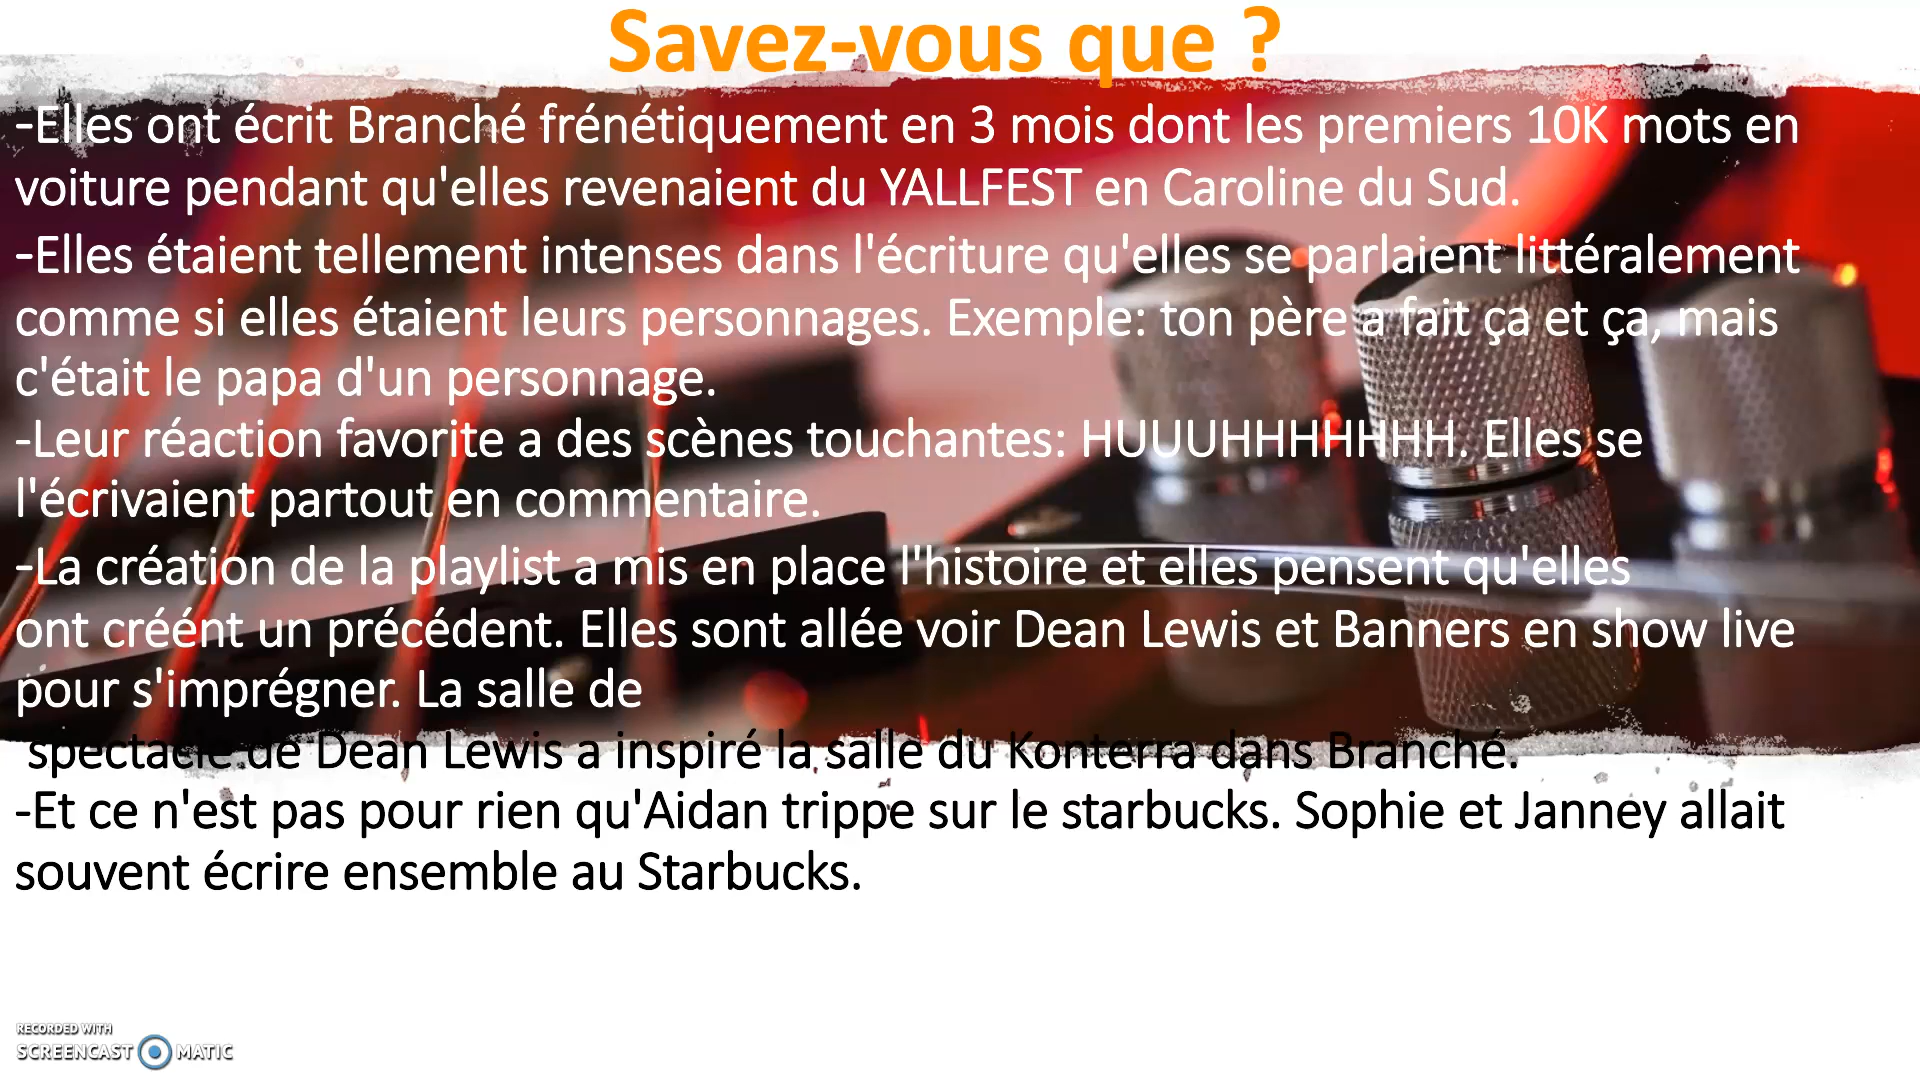 Savez-vous que ?
-Elles ont écrit Branché frénétiquement en 3 mois dont les premiers 10K mots en
voiture pendant qu'elles revenaient du YALLFEST en Caroline du Sud.
-Elles étaient tellement intenses dans l'écriture qu'elles se parlaient littéralement
comme si elles étaient leurs personnages. Exemple: ton père a fait ça et ça, mais
c'était le papa d'un personnage.
-Leur réaction favorite a des scènes touchantes: HUUUHHHHHHH. Elles se
l'écrivaient partout en commentaire.
-La création de la playlist a mis en place l'histoire et elles pensent qu'elles
ont créént un précédent. Elles sont allée voir Dean Lewis et Banners en show live
pour s'imprégner. La salle de
spectacle de Dean Lewis a inspiré la salle du Konterra dans Branché.
-Et ce n'est pas pour rien qu'Aidan trippe sur le starbucks. Sophie et Janney allait
souvent écrire ensemble au Starbucks.
RECORDED WITH
SCREENCAST MATIC